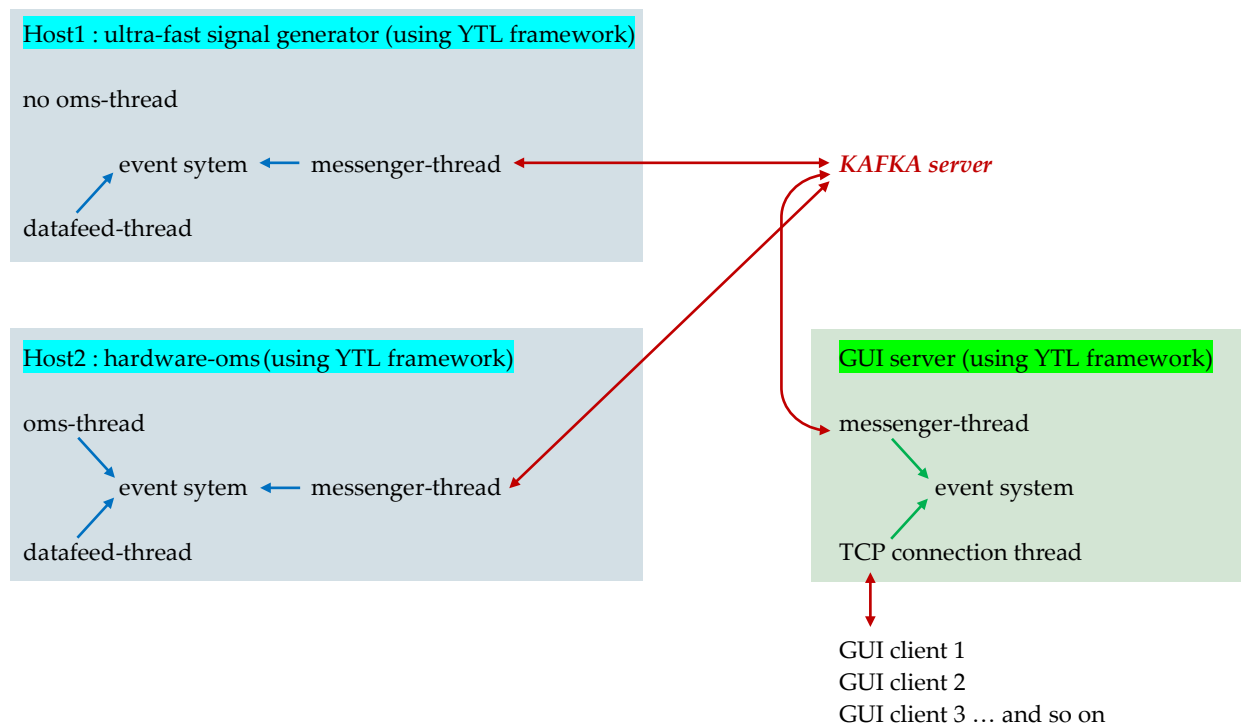 Host1 : ultra-fast signal generator (using YTL framework)
no oms-thread
event sytem
messenger-thread
KAFKA server
datafeed-thread
Host2 : hardware-oms (using YTL framework)
oms-thread
event sytem
messenger-thread
datafeed-thread
GUI server (using YTL framework)
messenger-thread
event system
TCP connection thread
GUI client 1
GUI client 2
GUI client 3 … and so on